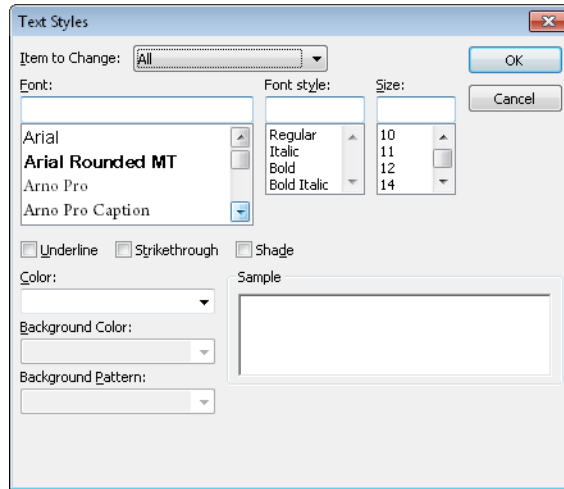 Text Styles
Item to Change: All
OK
Font: Font style: Size:
Cancel
Arial
Arial Rounded MT
Arno Pro
Arno Pro Caption
Regular
Italic
Bold
Bold Italic
10
11
12
14
Underline Strikethrough Shade
Color:
Sample
Background Color:
Background Pattern: